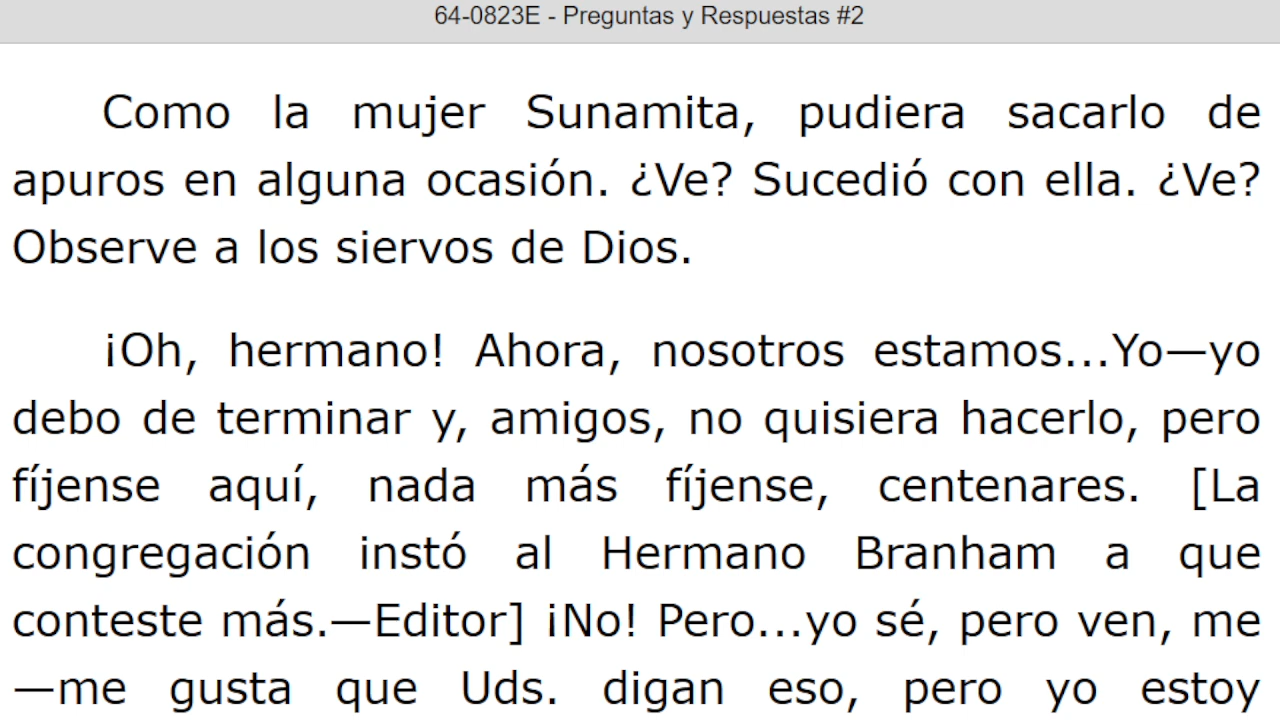 64-0823E - Preguntas y Respuestas #2
Como la mujer Sunamita, pudiera sacarlo de
apuros en alguna ocasión. ¿Ve? Sucedió con ella. ¿Ve?
Observe a los siervos de Dios.
¡Oh, hermano! Ahora, nosotros estamos...Yo—yo
debo de terminar y, amigos, no quisiera hacerlo, pero
fíjense aquí, nada más fíjense, centenares. [La
congregación instó al Hermano Branham a que
conteste más.—Editor] ¡No! Pero...yo sé, pero ven, me
—me gusta que Uds. digan eso, pero yo estoy